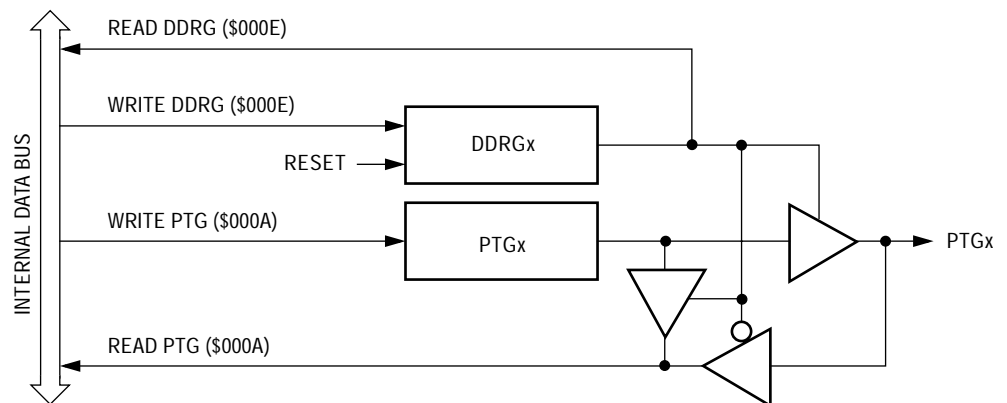 READ DDRG ($000E)
WRITE DDRG ($000E)
DDRGx
RESET
WRITE PTG ($000A)
PTGx
PTGx
READ PTG ($000A)
INTERNAL DATA BUS